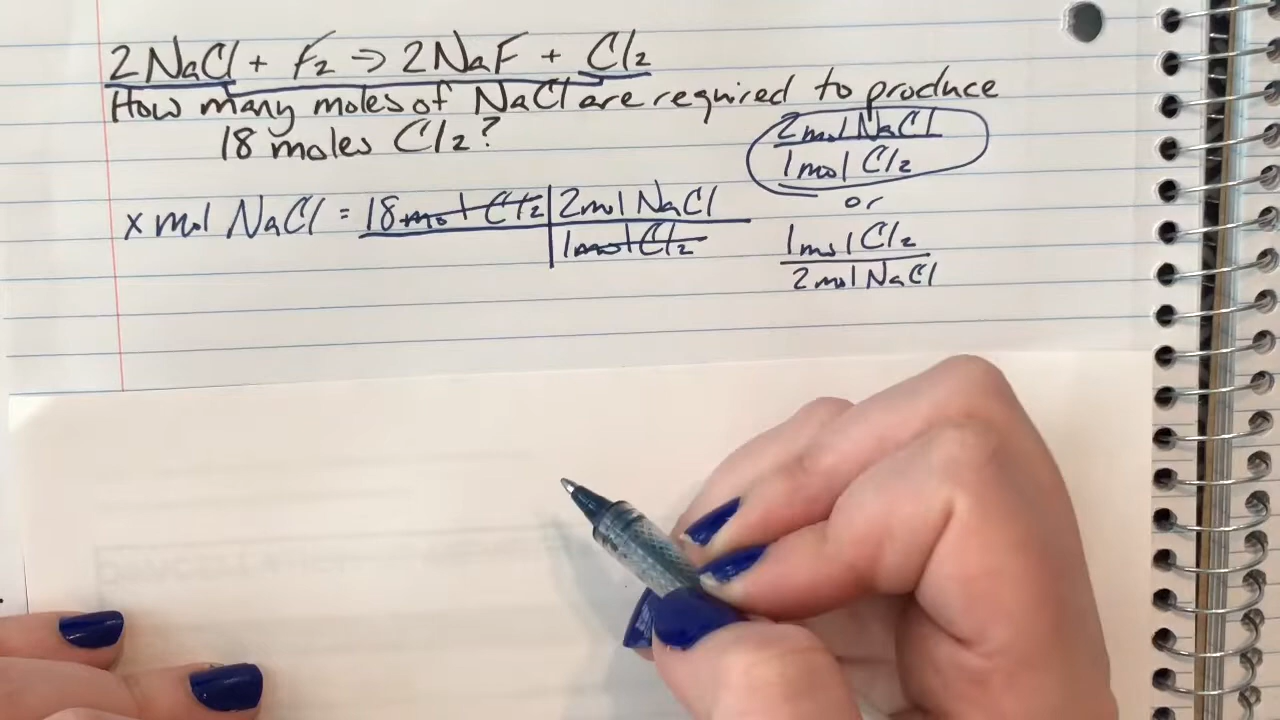 2NaCl + F₂ → 2NaF + Cl₂
How many moles of NaCl are required to produce
18 moles Cl₂?
2mol NaCl
1mol Cl₂
or
x mol NaCl = 18 mol Cl₂ | 2mol NaCl
1mol Cl₂
1mol Cl₂
2mol NaCl